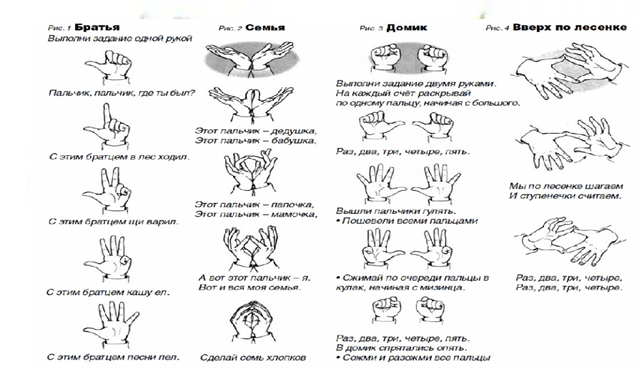 Рис. 1 Братья
Выполни задание одной рукой
Пальчик, пальчик, где ты был?
С этим братцем в лес ходил.
С этим братцем щи варил.
С этим братцем кашу ел.
С этим братцем песни пел.
Рис. 2 Семья
Этот пальчик – дедушка,
Этот пальчик – бабушка.
Этот пальчик – папочка,
Этот пальчик – мамочка,
А вот этот пальчик – я.
Вот и вся моя семья.
Сделай семь хлопков
Рис. 3 Домик
Выполни задание двумя руками.
На каждый счёт раскрывай
по одному пальцу, начиная с большого.
Раз, два, три, четыре, пять.
Вышли пальчики гулять.
• Пошевели всеми пальцами
• Сжимай по очереди пальцы в
кулак, начиная с мизинца.
Раз, два, три, четыре, пять.
В домик спрятались опять.
• Сожми и разожми все пальцы
Рис. 4 Вверх по лесенке
Мы по лесенке шагаем
И ступенечки считаем.
Раз, два, три, четыре,
Раз, два, три, четыре.